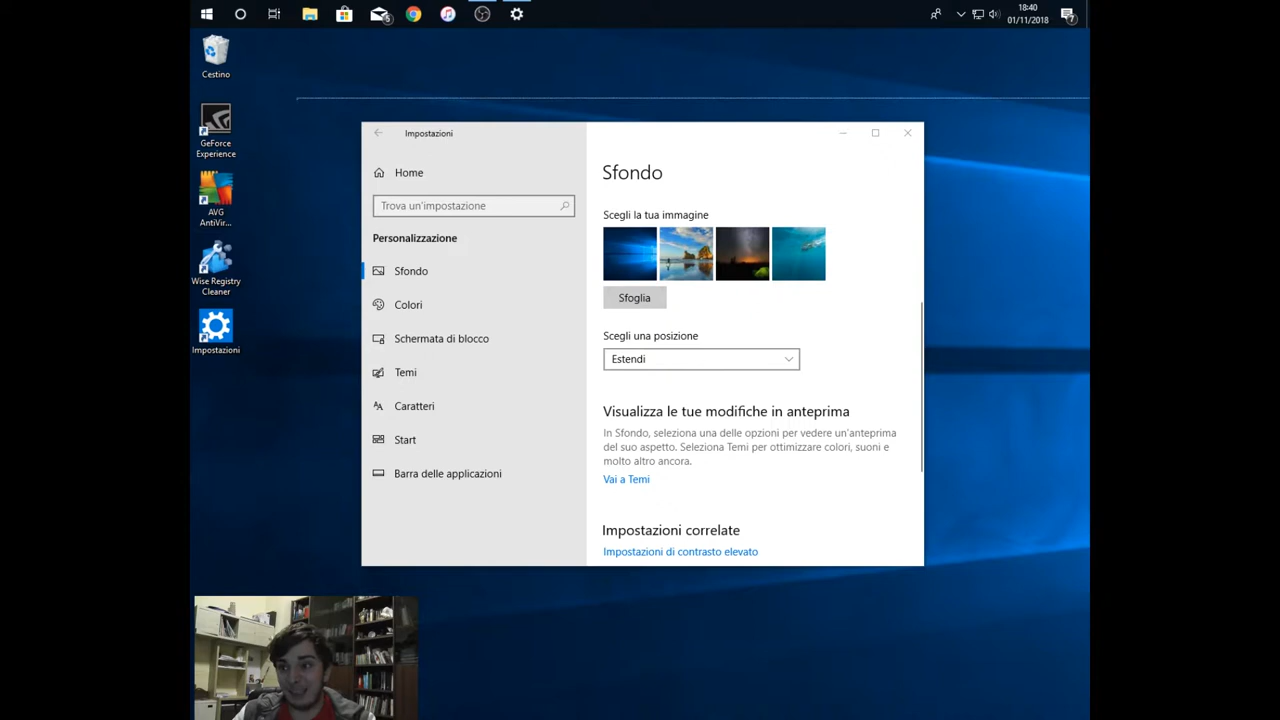 5
18:40
01/11/2018
7
Cestino
GeForce
Experience
AVG
AntiVir...
Wise Registry
Cleaner
Impostazioni
Impostazioni
Home
Trova un'impostazione
Personalizzazione
Sfondo
Colori
Schermata di blocco
Temi
Caratteri
Start
Barra delle applicazioni
Sfondo
Scegli la tua immagine
Sfoglia
Scegli una posizione
Estendi
Visualizza le tue modifiche in anteprima
In Sfondo, seleziona una delle opzioni per vedere un'anteprima
del suo aspetto. Seleziona Temi per ottimizzare colori, suoni e
molto altro ancora.
Vai a Temi
Impostazioni correlate
Impostazioni di contrasto elevato